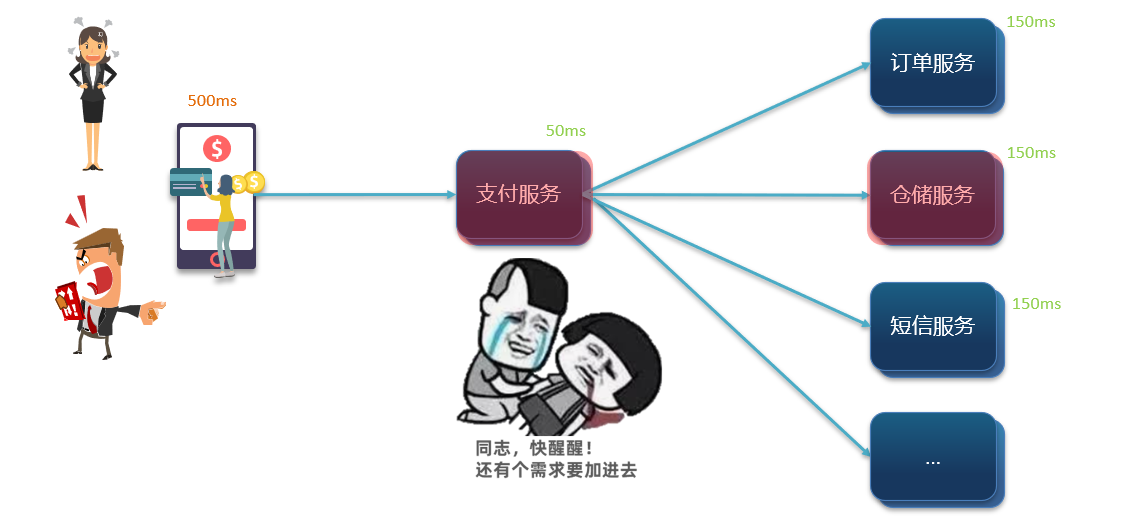 150ms
订单服务
500ms
$
$
$
50ms
支付服务
150ms
仓储服务
150ms
短信服务
...
同志，快醒醒！
还有个需求要加进去